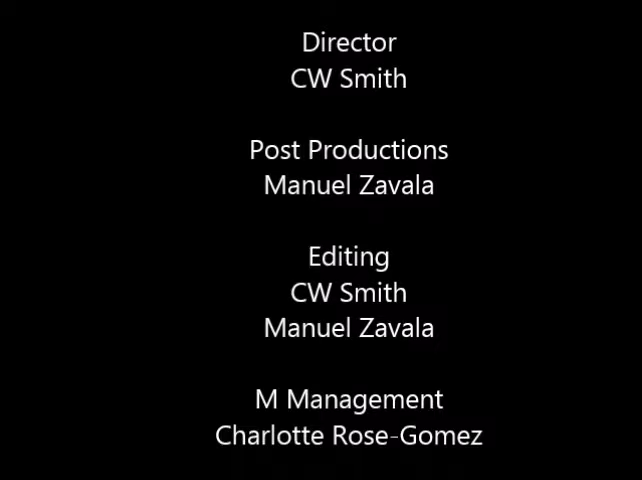 Director
CW Smith
Post Productions
Manuel Zavala
Editing
CW Smith
Manuel Zavala
M Management
Charlotte Rose-Gomez